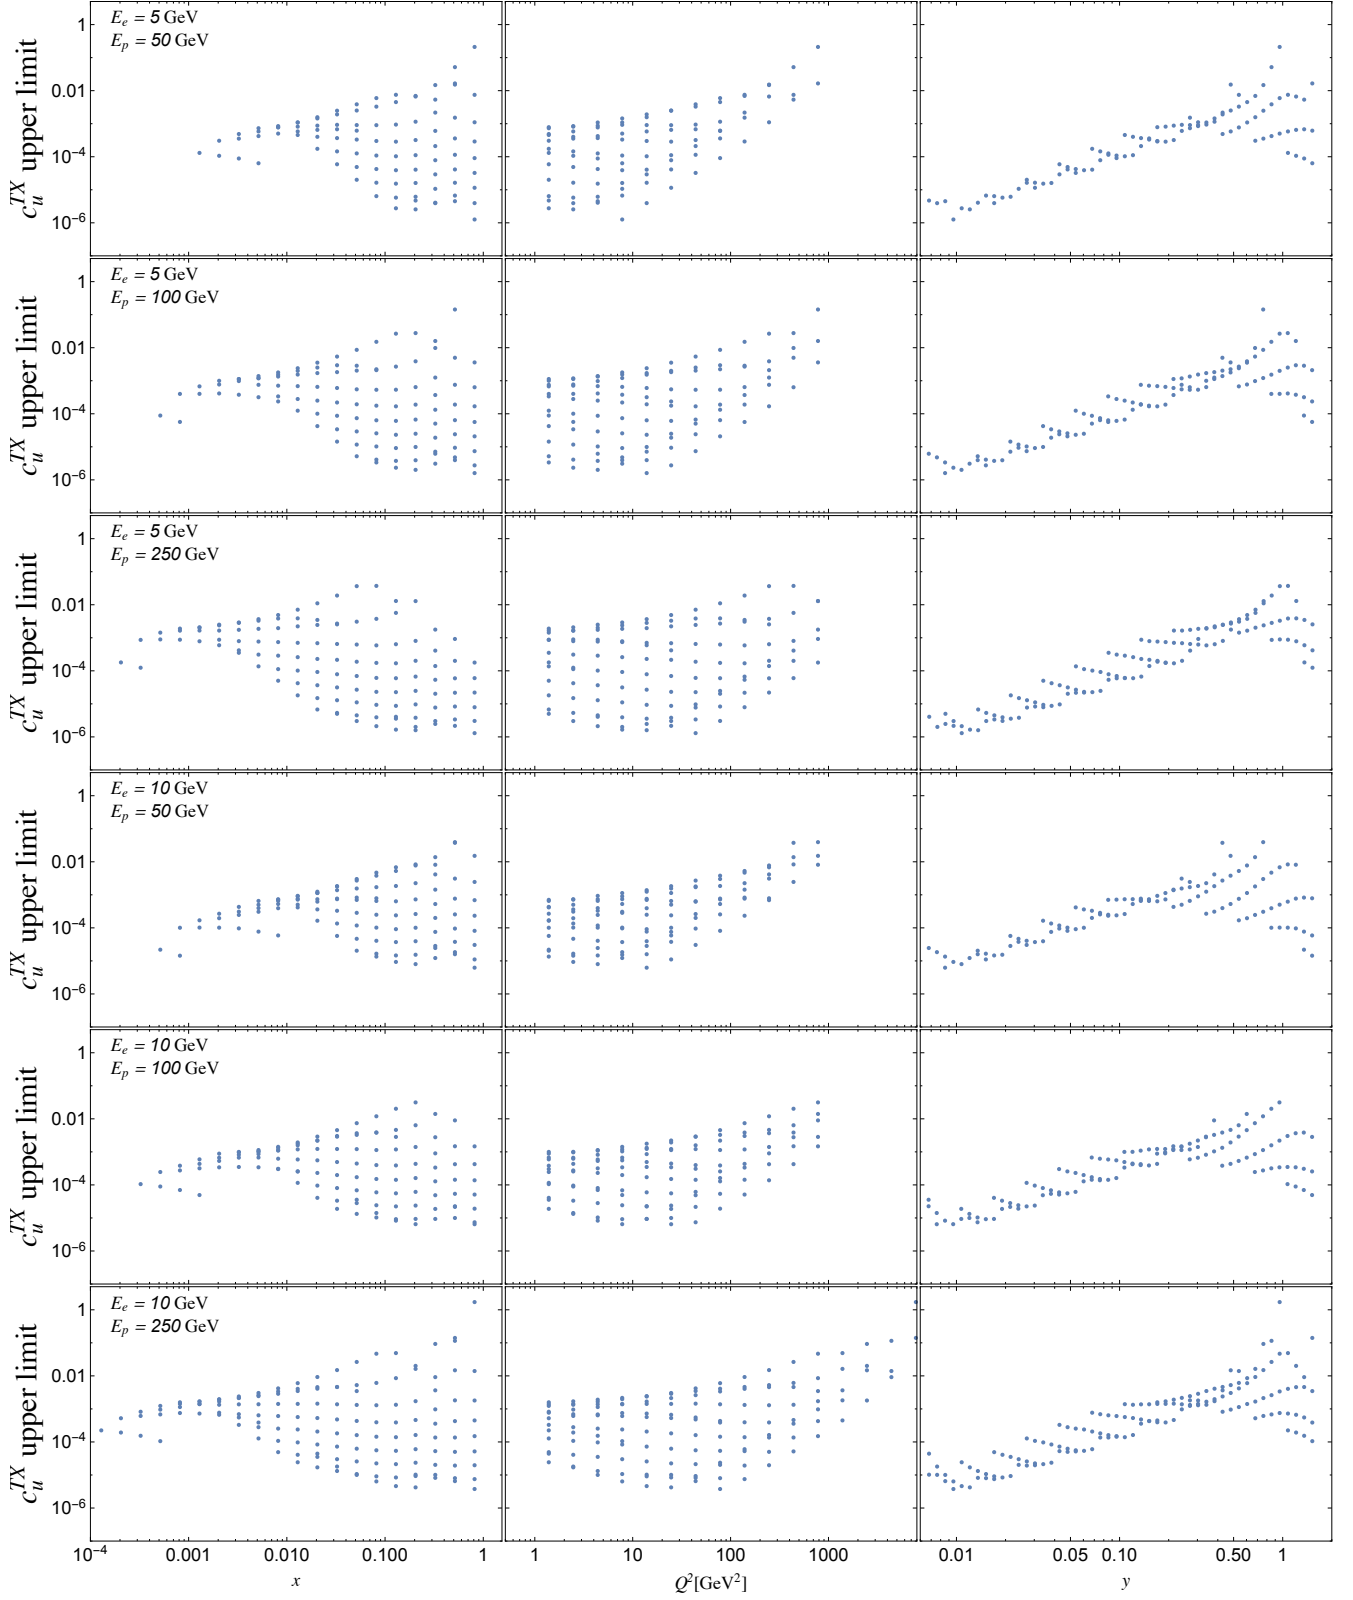 E_e = 5 GeV
E_p = 50 GeV
c_u^{TX} upper limit
1
0.01
10^{-4}
10^{-6}
E_e = 5 GeV
E_p = 100 GeV
c_u^{TX} upper limit
1
0.01
10^{-4}
10^{-6}
E_e = 5 GeV
E_p = 250 GeV
c_u^{TX} upper limit
1
0.01
10^{-4}
10^{-6}
E_e = 10 GeV
E_p = 50 GeV
c_u^{TX} upper limit
1
0.01
10^{-4}
10^{-6}
E_e = 10 GeV
E_p = 100 GeV
c_u^{TX} upper limit
1
0.01
10^{-4}
10^{-6}
E_e = 10 GeV
E_p = 250 GeV
c_u^{TX} upper limit
1
0.01
10^{-4}
10^{-6}
10^{-4} 0.001 0.010 0.100 1
x
1 10 100 1000
Q^2[GeV^2]
0.01 0.05 0.10 0.50 1
y